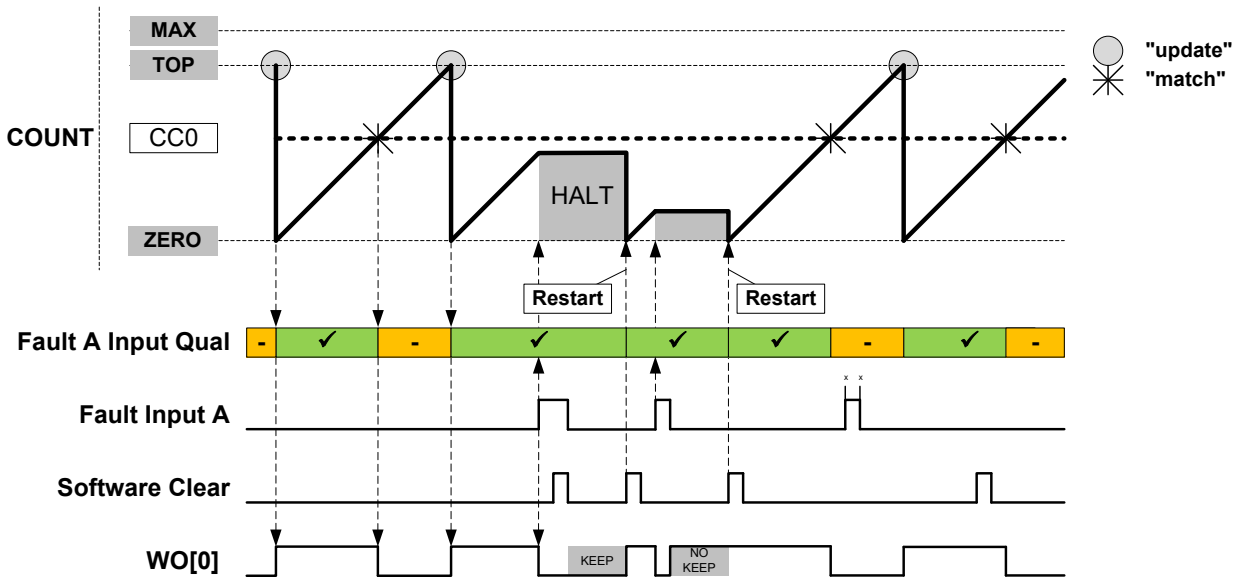 MAX
TOP
"update"
"match"
COUNT
CC0
HALT
ZERO
Restart
Restart
Fault A Input Qual
- ✓ - ✓ ✓ ✓ - ✓ -
x x
Fault Input A
Software Clear
WO[0]
KEEP
NO
KEEP